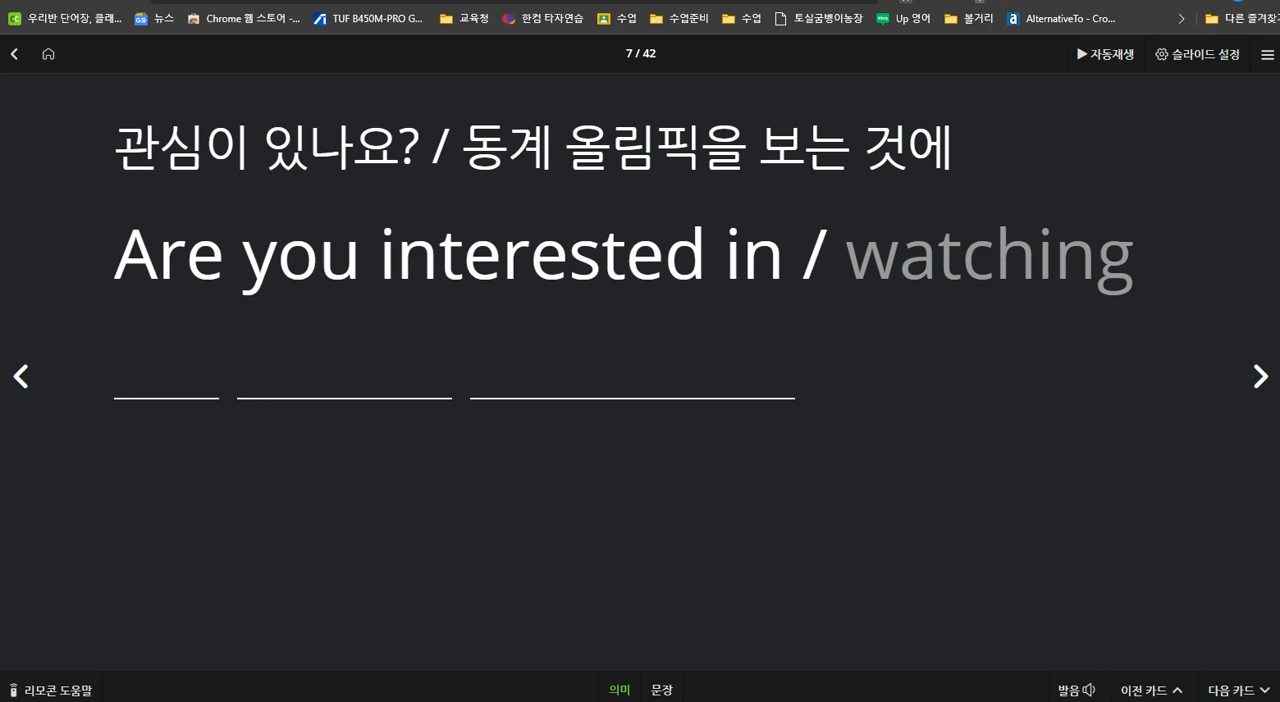 우리반 단어장, 클래... 뉴스 Chrome 웹 스토어 -... TUF B450M-PRO G... 교육청 한컴 타자연습 수업 수업준비 수업 토실굼벵이농장 Up 영어 볼거리 AlternativeTo - Cro... 다른 즐겨찾기
7 / 42 자동재생 슬라이드 설정
관심이 있나요? / 동계 올림픽을 보는 것에
Are you interested in / watching
리모콘 도움말 의미 문장 발음 이전 카드 다음 카드